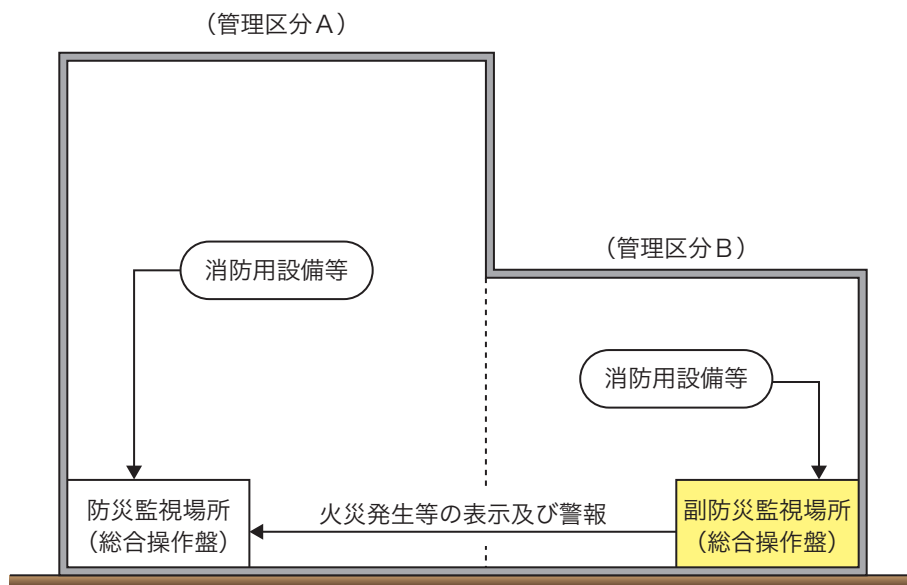 （管理区分Ａ）
（管理区分Ｂ）
消防用設備等
消防用設備等
防災監視場所
（総合操作盤）
火災発生等の表示及び警報
副防災監視場所
（総合操作盤）